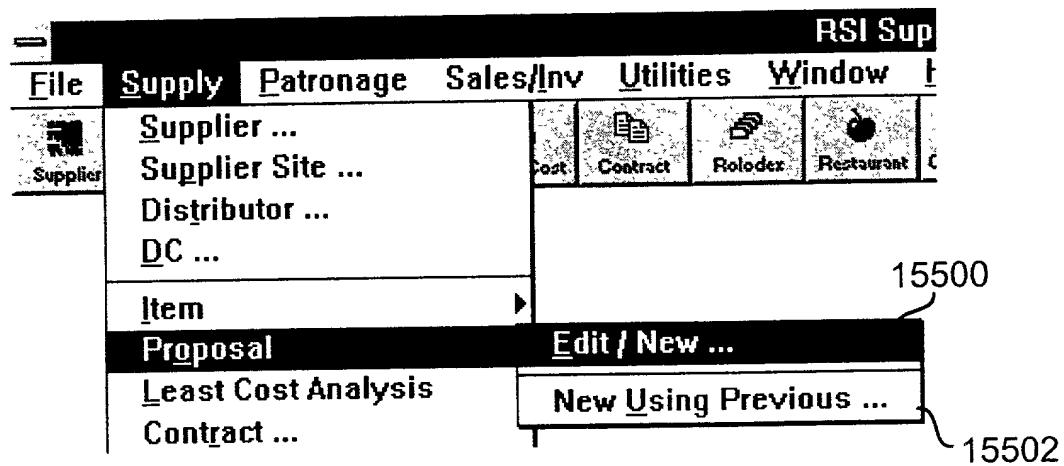 RSI Sup
File Supply Patronage Sales/Inv Utilities Window
Supplier Cost Contract Rolodex Restaurant
Supplier ...
Supplier Site ...
Distributor ...
DC ...
15500
Item
Proposal Edit / New ...
Least Cost Analysis
New Using Previous ...
Contract ...
15502